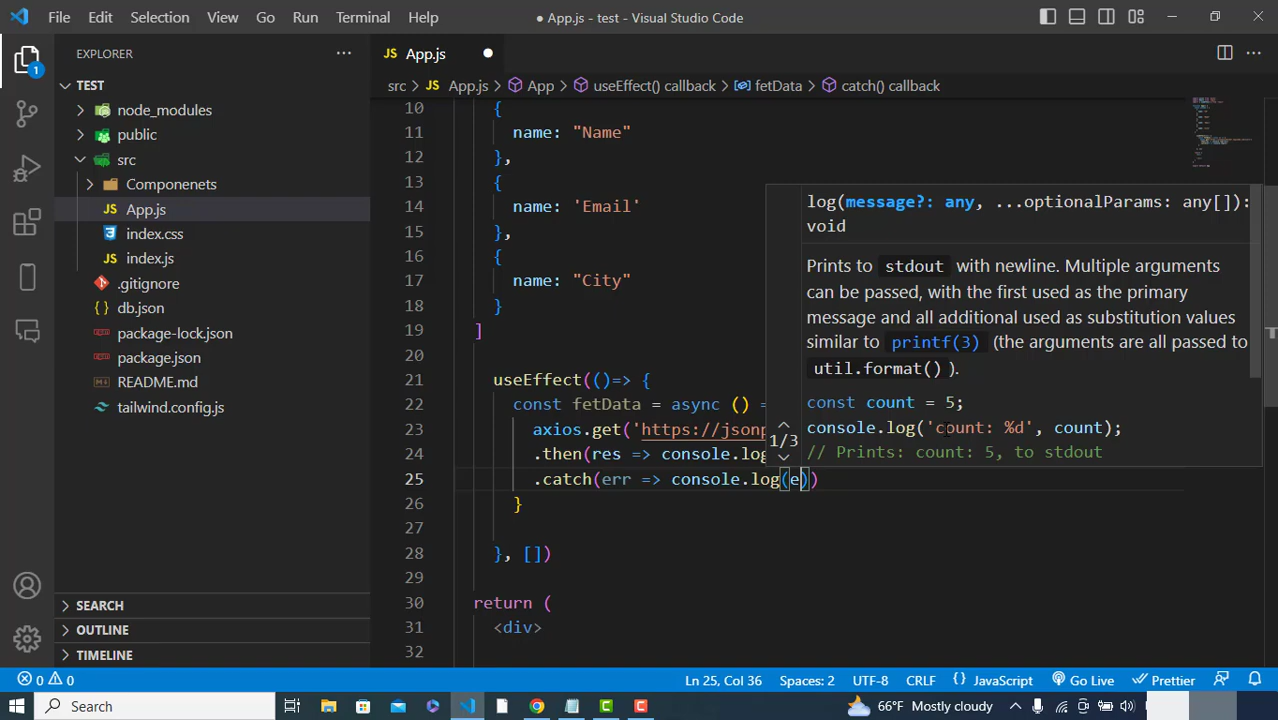 File Edit Selection View Go Run Terminal Help
● App.js - test - Visual Studio Code
EXPLORER
JS App.js
TEST
src > JS App.js > App > useEffect() callback > fetData > catch() callback
node_modules
public
src
Componenets
JS App.js
index.css
JS index.js
.gitignore
db.json
package-lock.json
package.json
README.md
tailwind.config.js
SEARCH
OUTLINE
TIMELINE
1
10 {
11 name: "Name"
12 },
13 {
14 name: 'Email'
15 },
16 {
17 name: "City"
18 }
19 ]
20
21 useEffect(()=> {
22 const fetData = async () =
23 axios.get('https://jsonp
24 .then(res => console.log
25 .catch(err => console.log(e))
26 }
27
28 }, [])
29
30 return (
31 <div>
32
1/3
log(message?: any, ...optionalParams: any[]):
void
Prints to stdout with newline. Multiple arguments
can be passed, with the first used as the primary
message and all additional used as substitution values
similar to printf(3) (the arguments are all passed to
util.format() ).
const count = 5;
console.log('count: %d', count);
// Prints: count: 5, to stdout
0 0
Ln 25, Col 36 Spaces: 2 UTF-8 CRLF {} JavaScript Go Live Prettier
Search
66°F Mostly cloudy